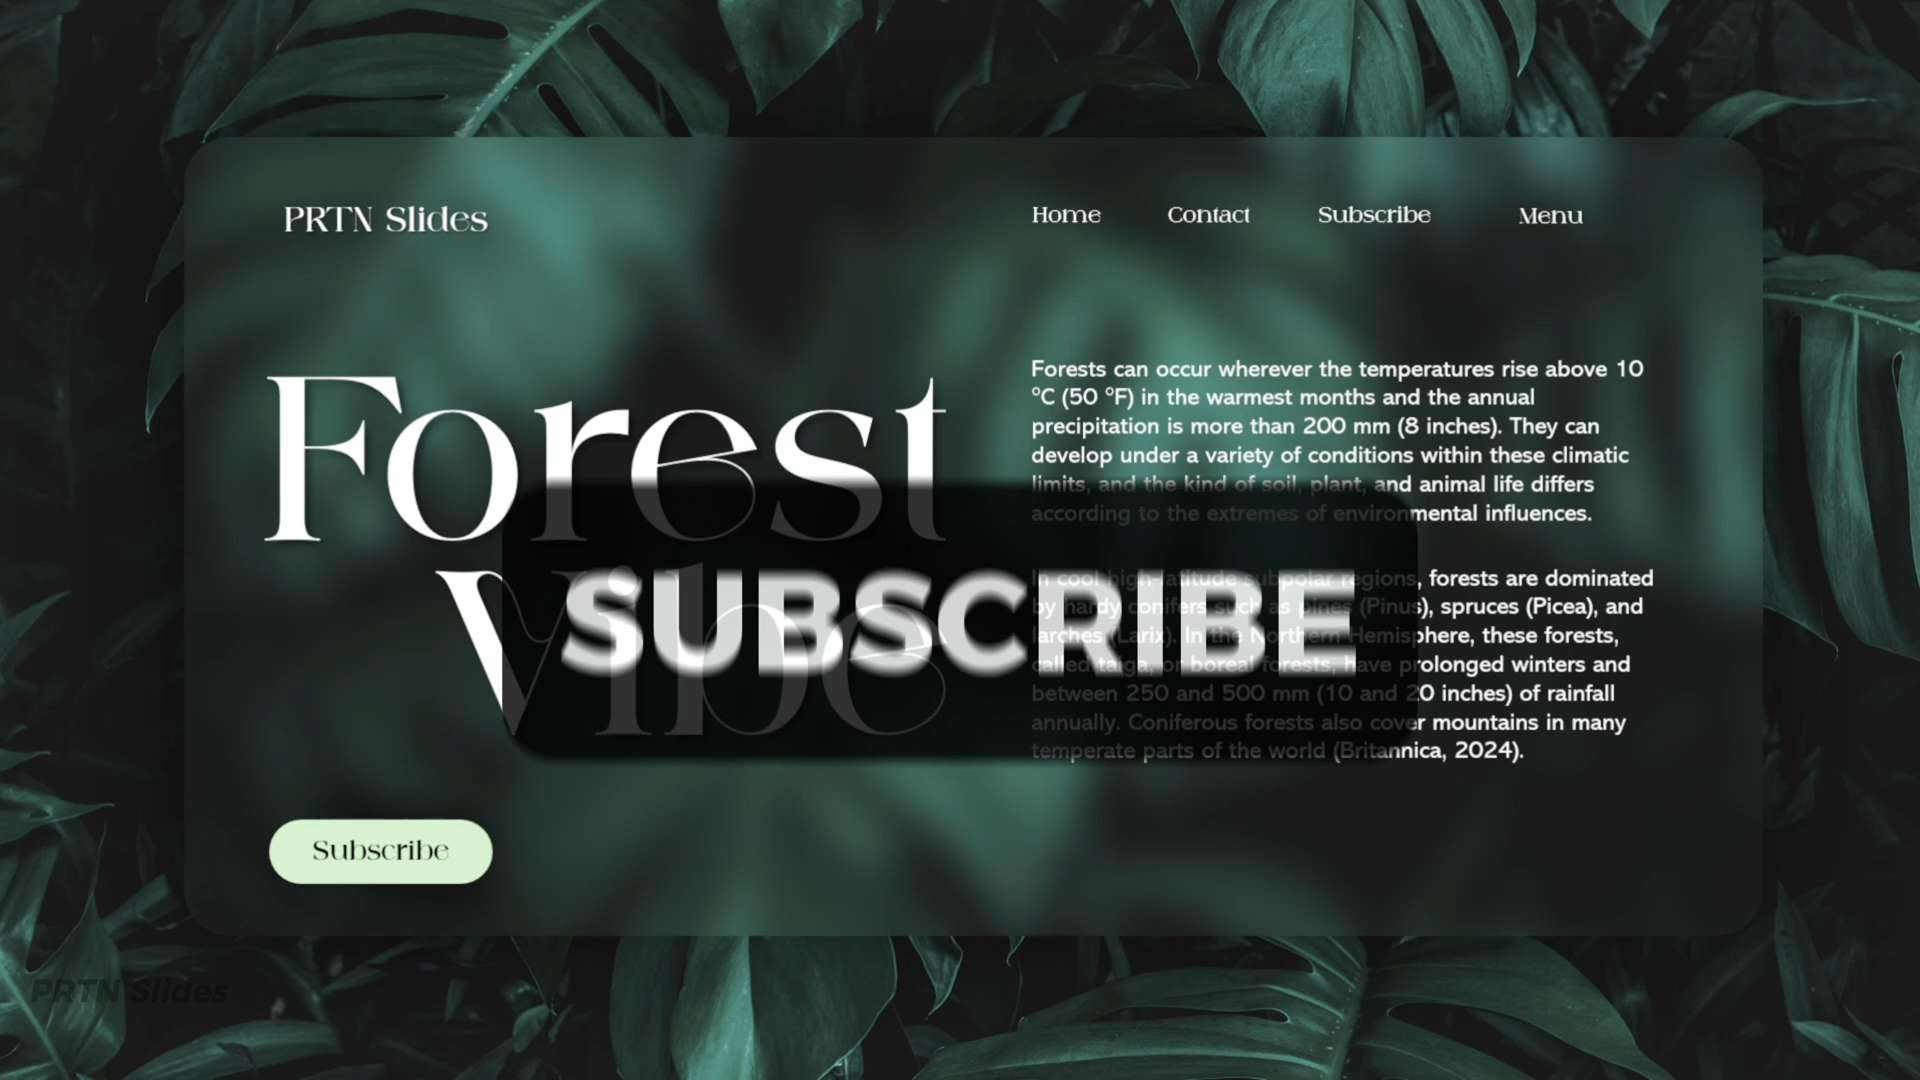 PRTN Slides
Home Contact Subscribe Menu
Forest
Vibe
Forests can occur wherever the temperatures rise above 10
°C (50 °F) in the warmest months and the annual
precipitation is more than 200 mm (8 inches). They can
develop under a variety of conditions within these climatic
limits, and the kind of soil, plant, and animal life differs
according to the extremes of environmental influences.
In cool high-latitude subpolar regions, forests are dominated
by hardy conifers such as pines (Pinus), spruces (Picea), and
larches (Larix). In the Northern Hemisphere, these forests,
called taiga, or boreal forests, have prolonged winters and
between 250 and 500 mm (10 and 20 inches) of rainfall
annually. Coniferous forests also cover mountains in many
temperate parts of the world (Britannica, 2024).
SUBSCRIBE
Subscribe
PRTN Slides